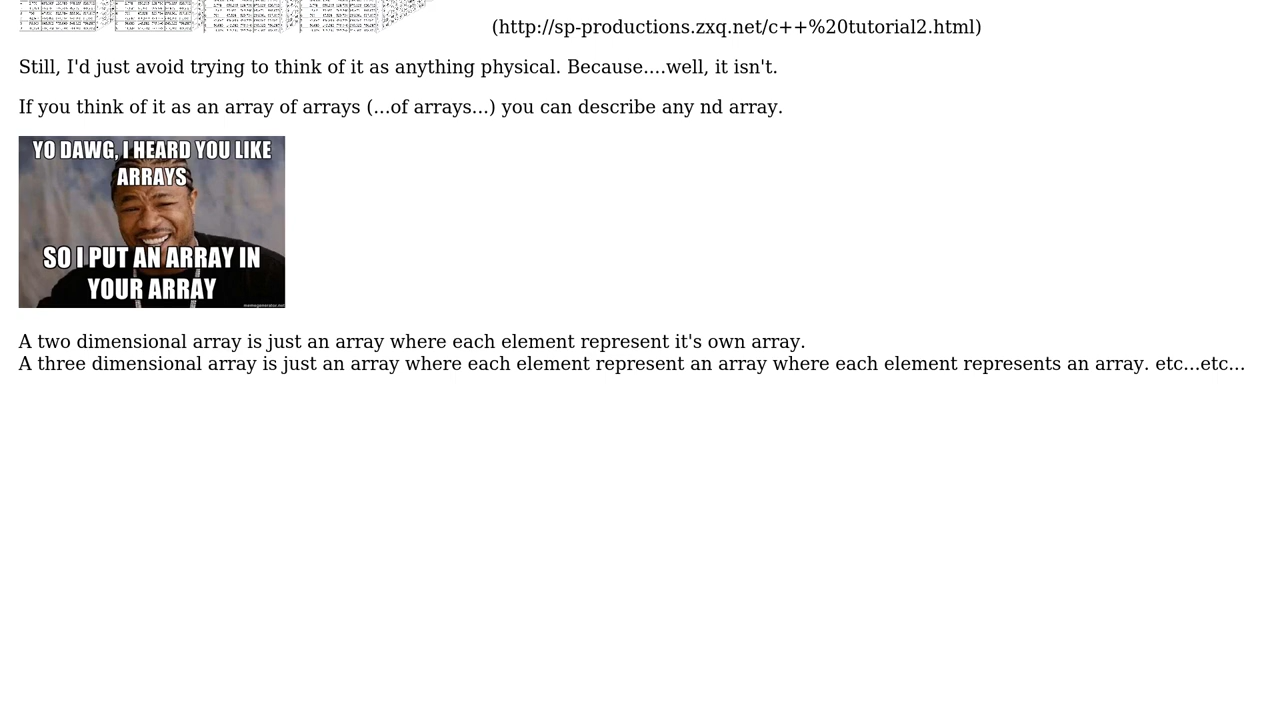 (http://sp-productions.zxq.net/c++%20tutorial2.html)
Still, I'd just avoid trying to think of it as anything physical. Because....well, it isn't.
If you think of it as an array of arrays (...of arrays...) you can describe any nd array.
YO DAWG, I HEARD YOU LIKE
ARRAYS
SO I PUT AN ARRAY IN
YOUR ARRAY
memegenerator.net
A two dimensional array is just an array where each element represent it's own array.
A three dimensional array is just an array where each element represent an array where each element represents an array. etc...etc...